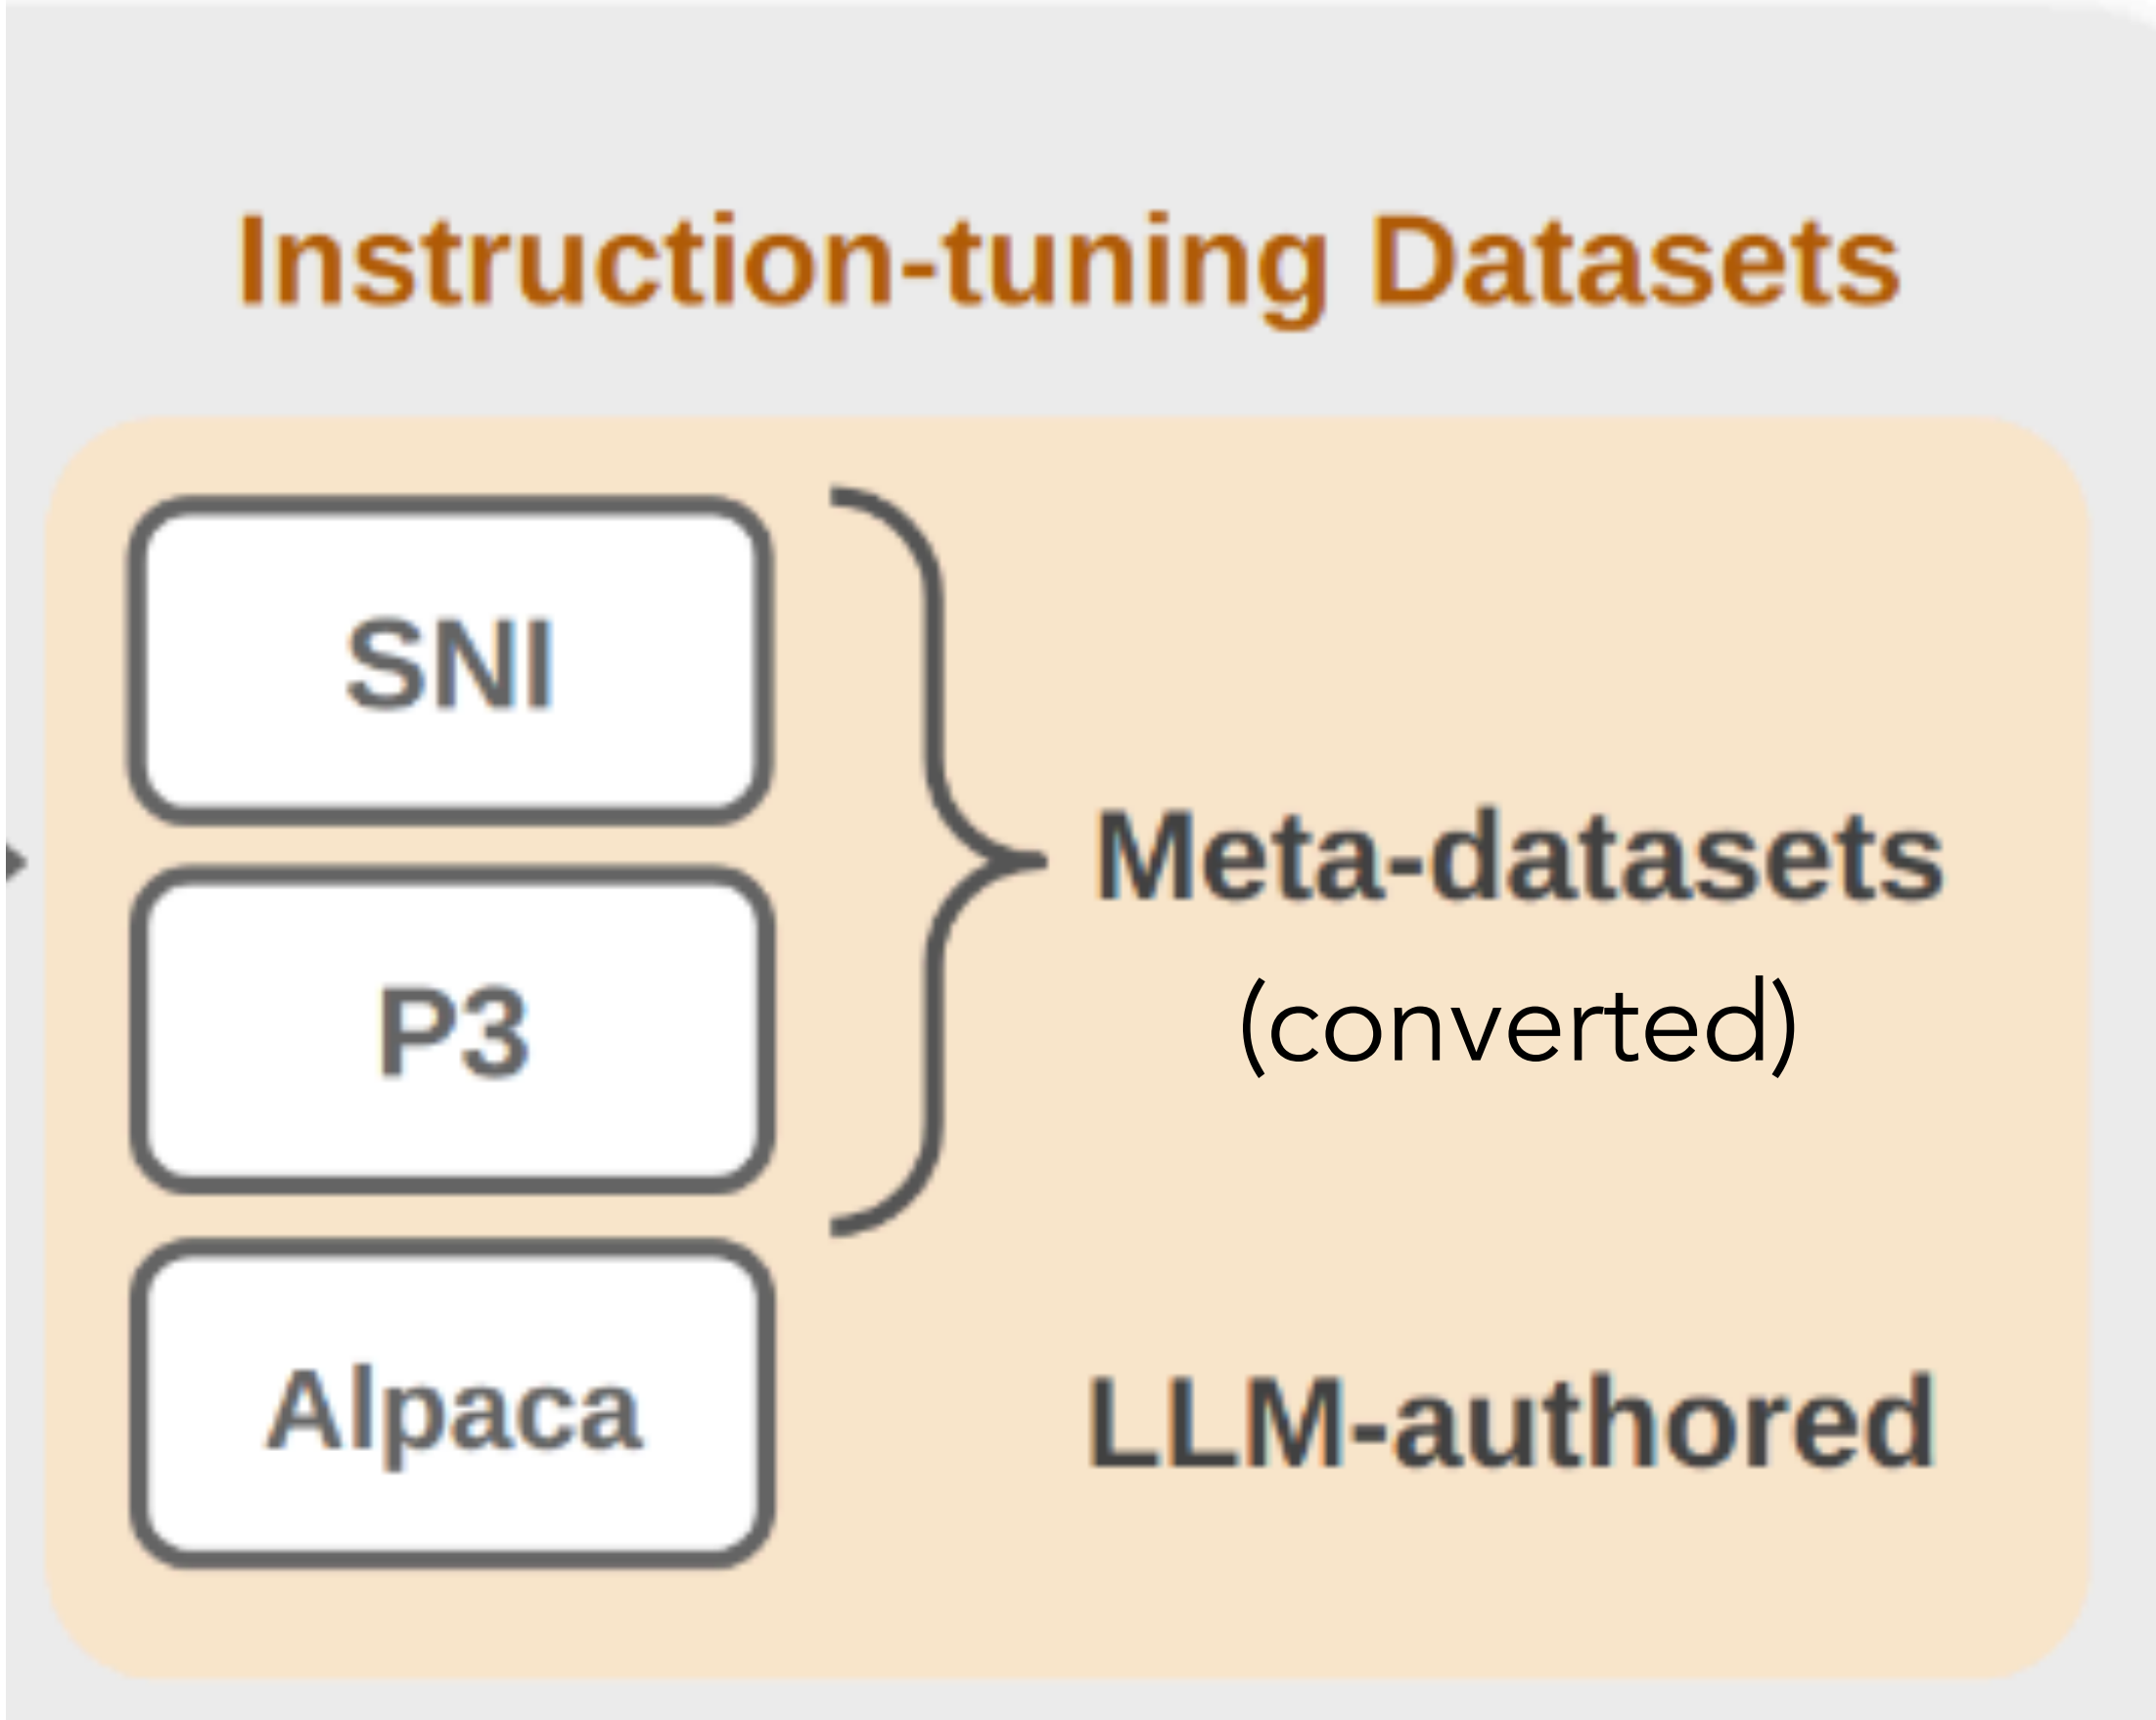 Instruction-tuning Datasets
SNI
P3
Meta-datasets
(converted)
Alpaca
LLM-authored